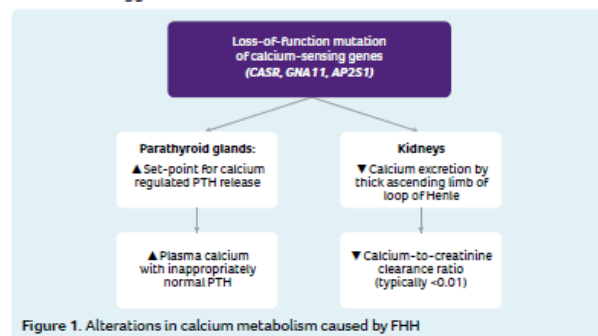 Loss-of-function mutation
of calcium-sensing genes
(CASR, GNA11, AP2S1)
Parathyroid glands:
▲ Set-point for calcium
regulated PTH release
Kidneys
▼ Calcium excretion by
thick ascending limb of
loop of Henle
▲ Plasma calcium
with inappropriately
normal PTH
▼ Calcium-to-creatinine
clearance ratio
(typically <0.01)
Figure 1. Alterations in calcium metabolism caused by FHH